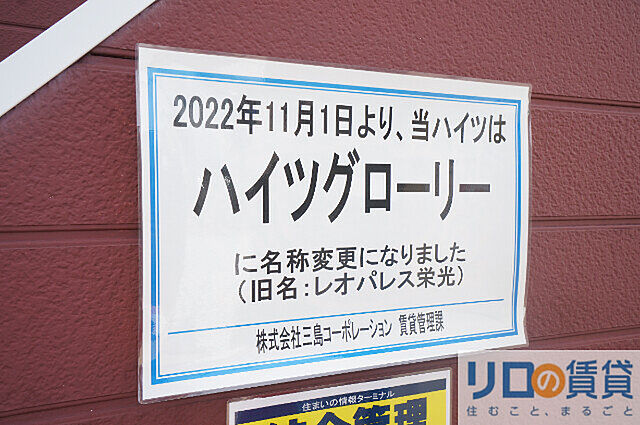 2022年11月1日より、当ハイツは
ハイツグローリー
に名称変更になりました
（旧名：レオパレス栄光）
株式会社三島コーポレーション 賃貸管理課
住まいの情報ターミナル
リロの賃貸
住むこと、まるごと